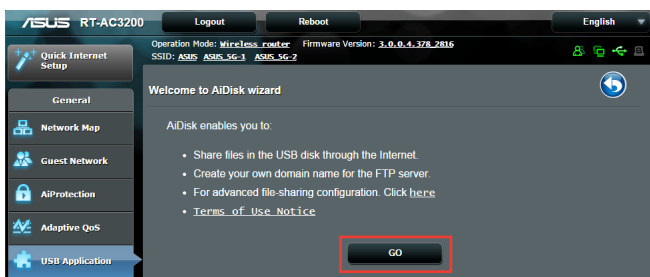 ASUS RT-AC3200 Logout Reboot English
Quick Internet Setup
Operation Mode: Wireless router Firmware Version: 3.0.0.4.378_2816
SSID: ASUS ASUS_5G-1 ASUS_5G-2
General
Network Map
Guest Network
AiProtection
Adaptive QoS
USB Application
Welcome to AiDisk wizard
AiDisk enables you to:
• Share files in the USB disk through the Internet.
• Create your own domain name for the FTP server.
• For advanced file-sharing configuration. Click here
• Terms of Use Notice
GO